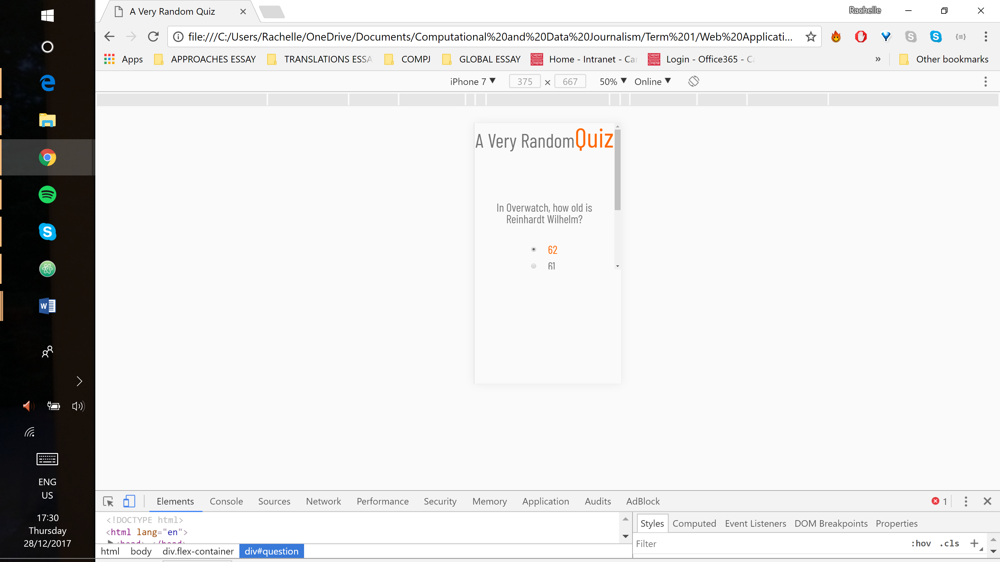 A Very Random Quiz
Rachelle
file:///C:/Users/Rachelle/OneDrive/Documents/Computational%20and%20Data%20Journalism/Term%201/Web%20Applicati...
Apps APPROACHES ESSAY TRANSLATIONS ESSA COMPJ GLOBAL ESSAY Home - Intranet - Car Login - Office365 - Ca » Other bookmarks
iPhone 7 375 × 667 50% Online
A Very Random Quiz
In Overwatch, how old is
Reinhardt Wilhelm?
62
61
ENG
US
17:30
Thursday
28/12/2017
Elements Console Sources Network Performance Security Memory Application Audits AdBlock 1
<!DOCTYPE html>
<html lang="en">
html body div.flex-container div#question
Styles Computed Event Listeners DOM Breakpoints Properties
Filter :hov .cls +